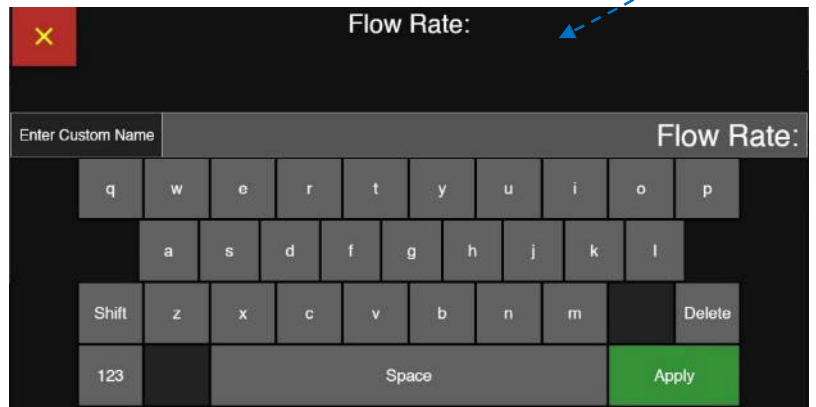 × Flow Rate:
Enter Custom Name Flow Rate:
q w e r t y u i o p
a s d f g h j k l
Shift z x c v b n m Delete
123 Space Apply